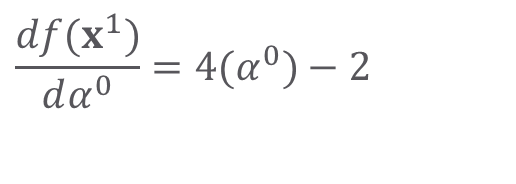 df(𝐱¹)/dα⁰ = 4(α⁰) − 2